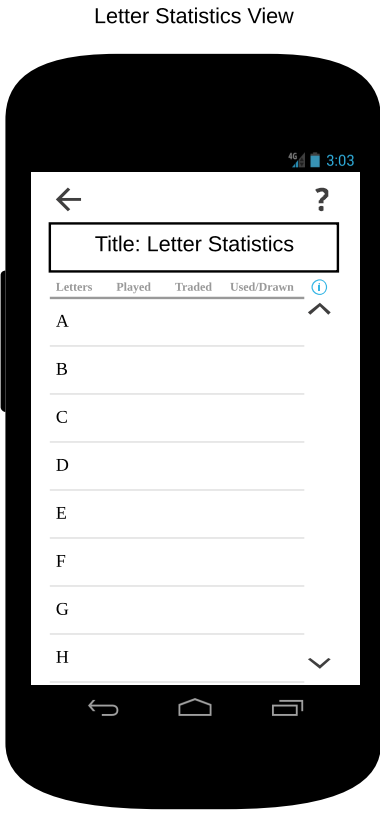 Letter Statistics View
4G 3:03
?
Title: Letter Statistics
Letters Played Traded Used/Drawn i
A
B
C
D
E
F
G
H